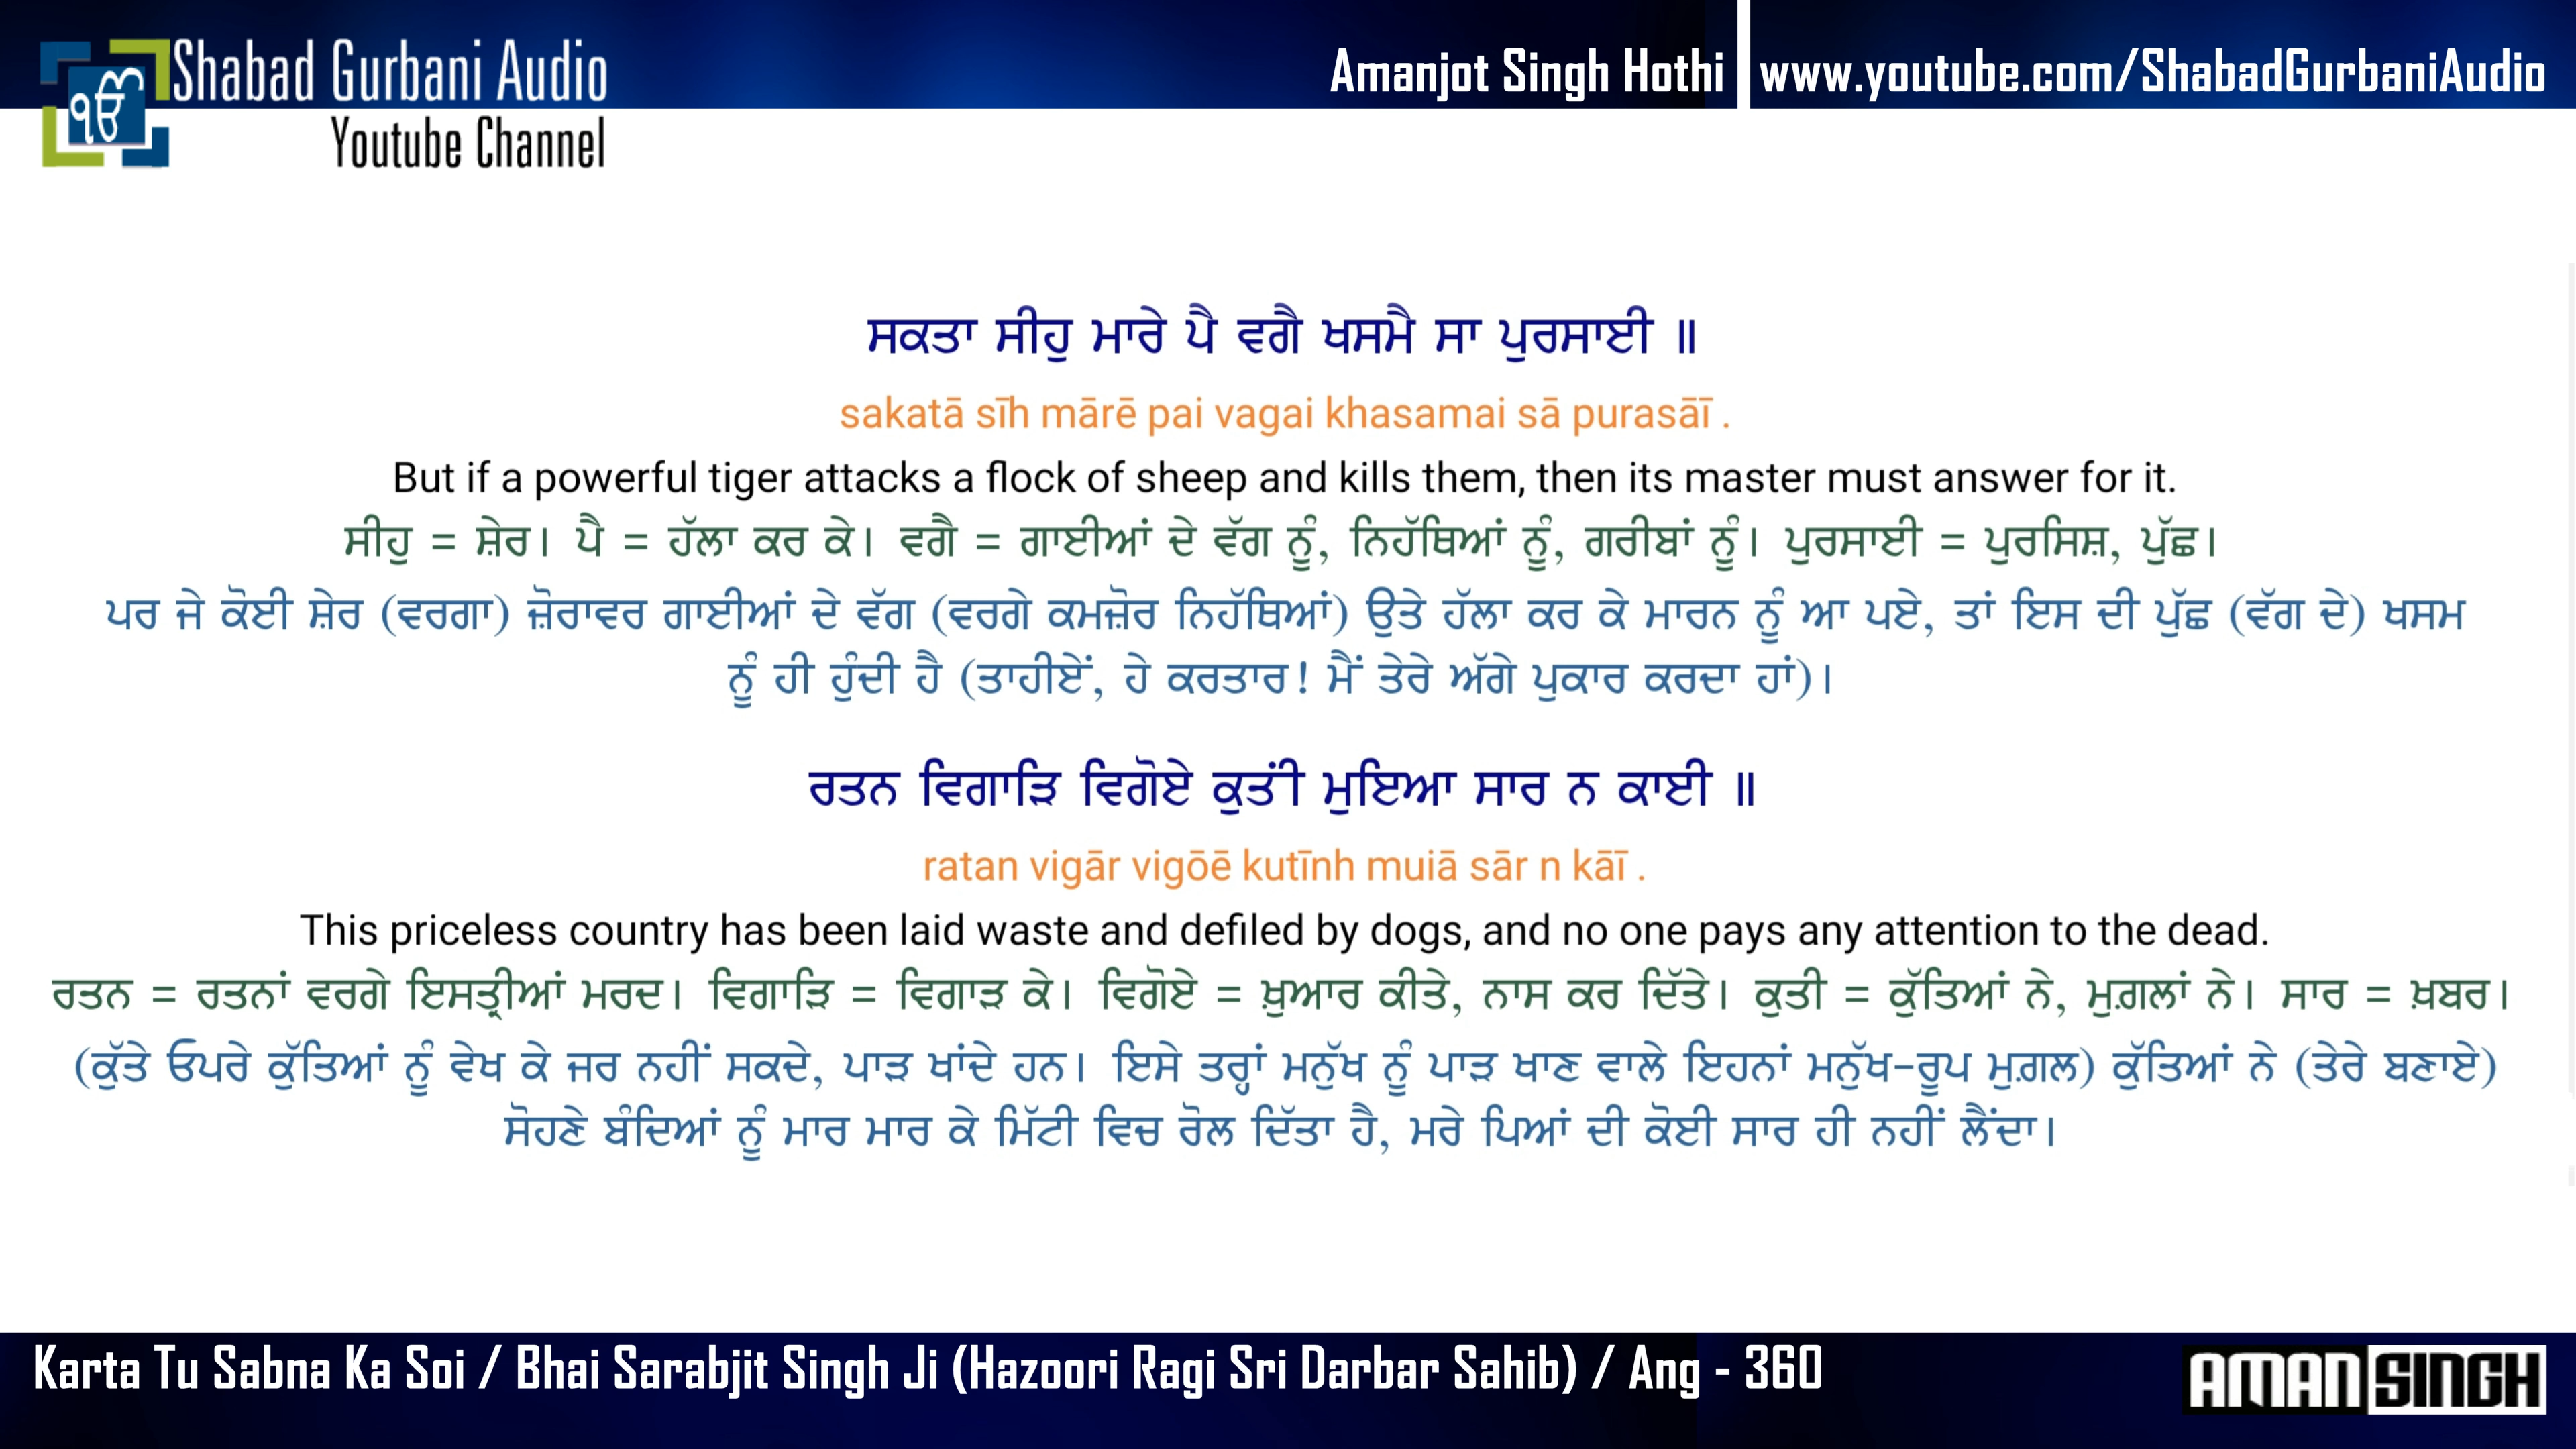 Shabad Gurbani Audio
Youtube Channel
Amanjot Singh Hothi
www.youtube.com/ShabadGurbaniAudio
ੴ
ਸਕਤਾ ਸੀਹੁ ਮਾਰੇ ਪੈ ਵਗੈ ਖਸਮੈ ਸਾ ਪੁਰਸਾਈ ॥
sakatā sīh mārē pai vagai khasamai sā purasāī .
But if a powerful tiger attacks a flock of sheep and kills them, then its master must answer for it.
ਸੀਹੁ = ਸ਼ੇਰ। ਪੈ = ਹੱਲਾ ਕਰ ਕੇ। ਵਗੈ = ਗਾਈਆਂ ਦੇ ਵੱਗ ਨੂੰ, ਨਿਹੱਥਿਆਂ ਨੂੰ, ਗਰੀਬਾਂ ਨੂੰ। ਪੁਰਸਾਈ = ਪੁਰਸਿਸ਼, ਪੁੱਛ।
ਪਰ ਜੇ ਕੋਈ ਸ਼ੇਰ (ਵਰਗਾ) ਜ਼ੋਰਾਵਰ ਗਾਈਆਂ ਦੇ ਵੱਗ (ਵਰਗੇ ਕਮਜ਼ੋਰ ਨਿਹੱਥਿਆਂ) ਉਤੇ ਹੱਲਾ ਕਰ ਕੇ ਮਾਰਨ ਨੂੰ ਆ ਪਏ, ਤਾਂ ਇਸ ਦੀ ਪੁੱਛ (ਵੱਗ ਦੇ) ਖਸਮ
ਨੂੰ ਹੀ ਹੁੰਦੀ ਹੈ (ਤਾਹੀਏਂ, ਹੇ ਕਰਤਾਰ! ਮੈਂ ਤੇਰੇ ਅੱਗੇ ਪੁਕਾਰ ਕਰਦਾ ਹਾਂ)।
ਰਤਨ ਵਿਗਾੜਿ ਵਿਗੋਏ ਕੁਤੀਂ ਮੁਇਆ ਸਾਰ ਨ ਕਾਈ ॥
ratan vigār vigōē kutīnh muiā sār n kāī .
This priceless country has been laid waste and defiled by dogs, and no one pays any attention to the dead.
ਰਤਨ = ਰਤਨਾਂ ਵਰਗੇ ਇਸਤ੍ਰੀਆਂ ਮਰਦ। ਵਿਗਾੜਿ = ਵਿਗਾੜ ਕੇ। ਵਿਗੋਏ = ਖ਼ੁਆਰ ਕੀਤੇ, ਨਾਸ ਕਰ ਦਿੱਤੇ। ਕੁਤੀ = ਕੁੱਤਿਆਂ ਨੇ, ਮੁਗ਼ਲਾਂ ਨੇ। ਸਾਰ = ਖ਼ਬਰ।
(ਕੁੱਤੇ ਓਪਰੇ ਕੁੱਤਿਆਂ ਨੂੰ ਵੇਖ ਕੇ ਜਰ ਨਹੀਂ ਸਕਦੇ, ਪਾੜ ਖਾਂਦੇ ਹਨ। ਇਸੇ ਤਰ੍ਹਾਂ ਮਨੁੱਖ ਨੂੰ ਪਾੜ ਖਾਣ ਵਾਲੇ ਇਹਨਾਂ ਮਨੁੱਖ-ਰੂਪ ਮੁਗ਼ਲ) ਕੁੱਤਿਆਂ ਨੇ (ਤੇਰੇ ਬਣਾਏ)
ਸੋਹਣੇ ਬੰਦਿਆਂ ਨੂੰ ਮਾਰ ਮਾਰ ਕੇ ਮਿੱਟੀ ਵਿਚ ਰੋਲ ਦਿੱਤਾ ਹੈ, ਮਰੇ ਪਿਆਂ ਦੀ ਕੋਈ ਸਾਰ ਹੀ ਨਹੀਂ ਲੈਂਦਾ।
Karta Tu Sabna Ka Soi / Bhai Sarabjit Singh Ji (Hazoori Ragi Sri Darbar Sahib) / Ang - 360
AMAN SINGH